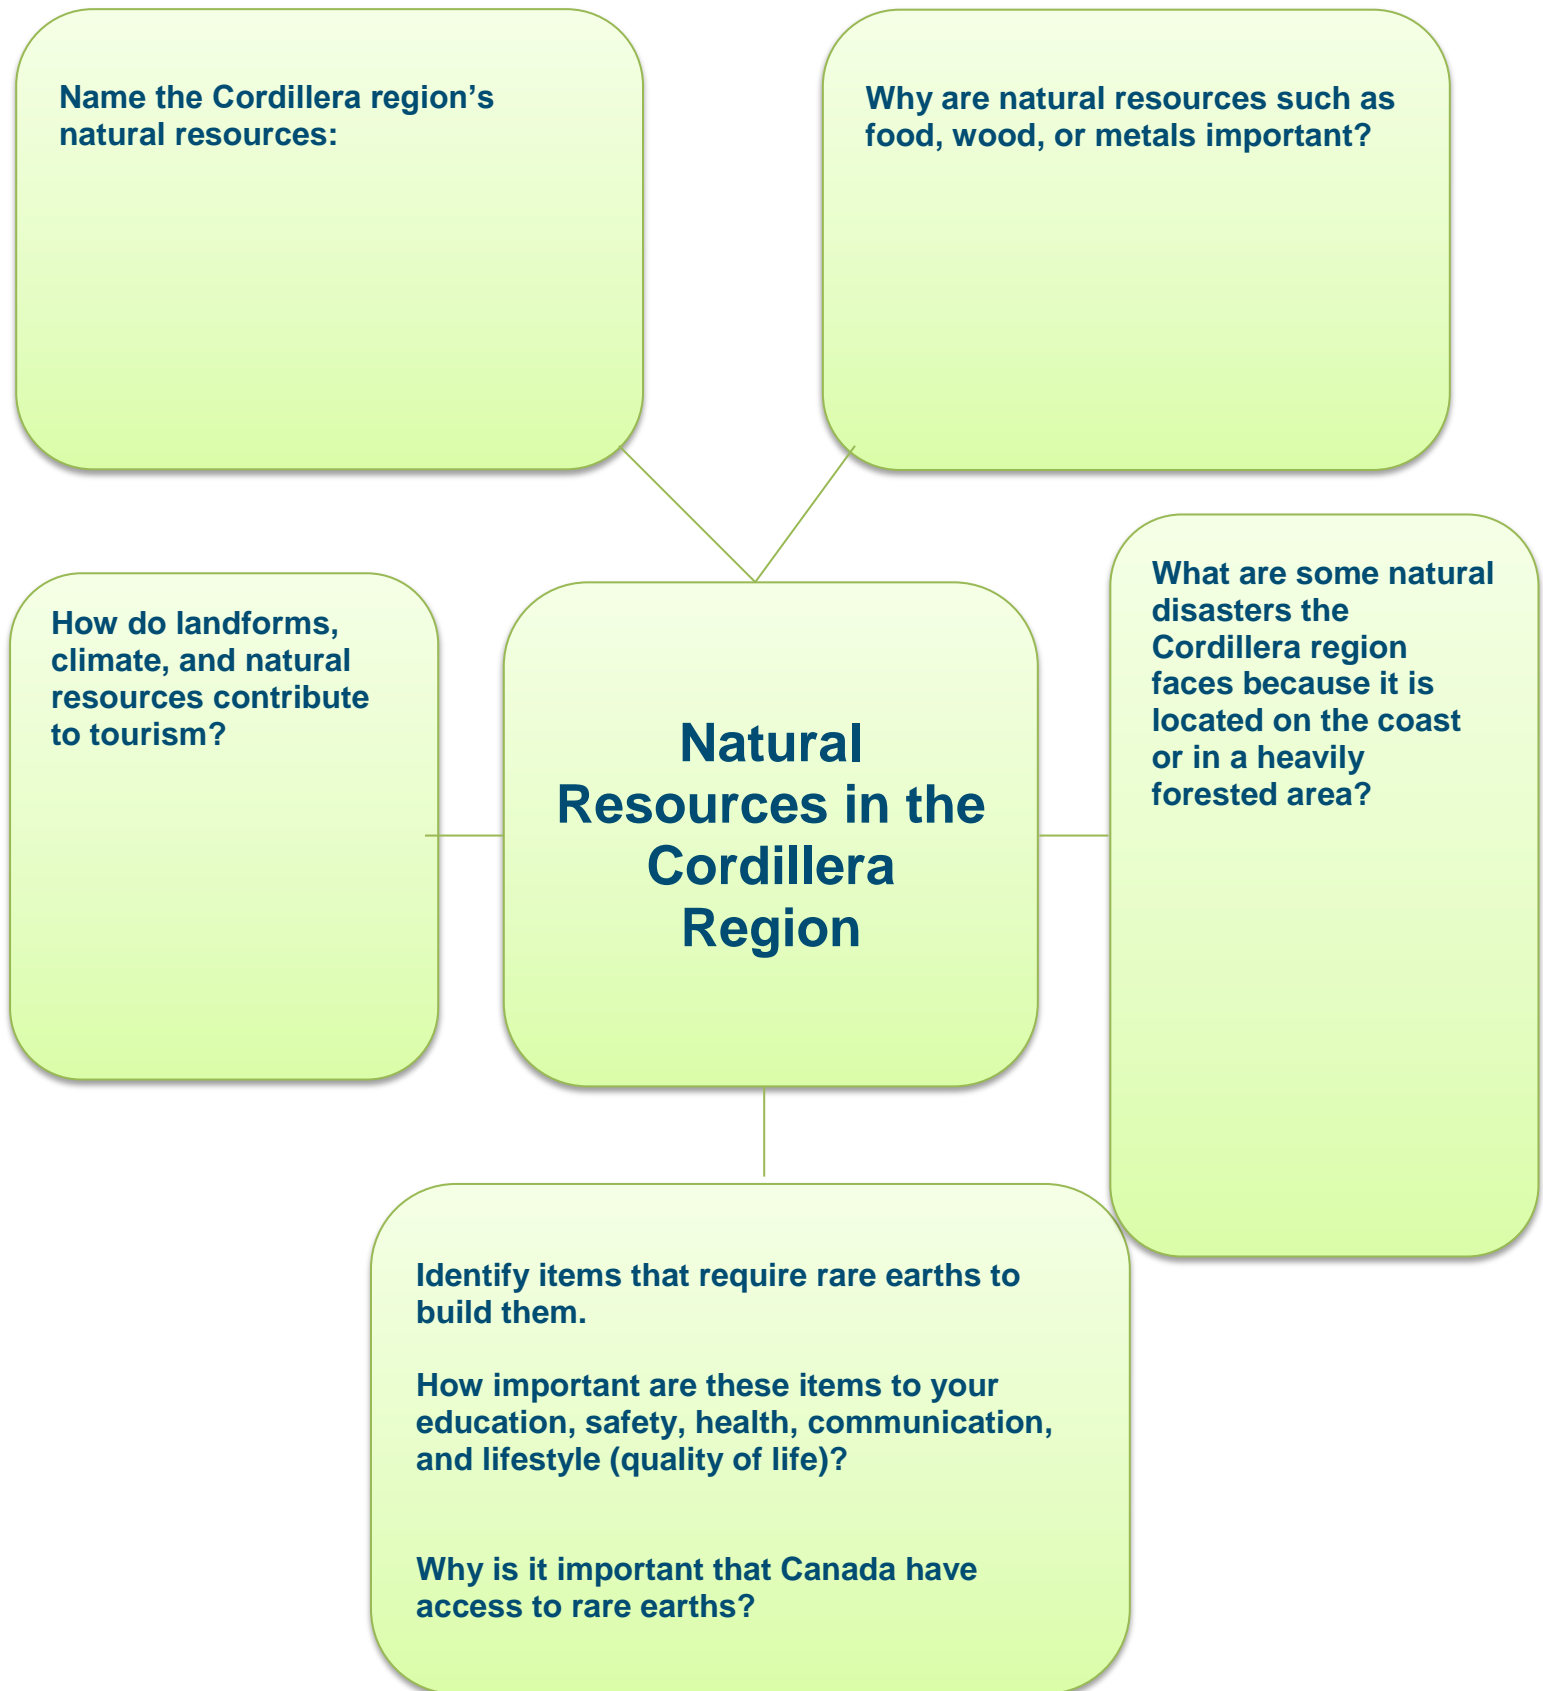 Name the Cordillera region’s
natural resources:
Why are natural resources such as
food, wood, or metals important?
How do landforms,
climate, and natural
resources contribute
to tourism?
Natural
Resources in the
Cordillera
Region
What are some natural
disasters the
Cordillera region
faces because it is
located on the coast
or in a heavily
forested area?
Identify items that require rare earths to
build them.
How important are these items to your
education, safety, health, communication,
and lifestyle (quality of life)?
Why is it important that Canada have
access to rare earths?